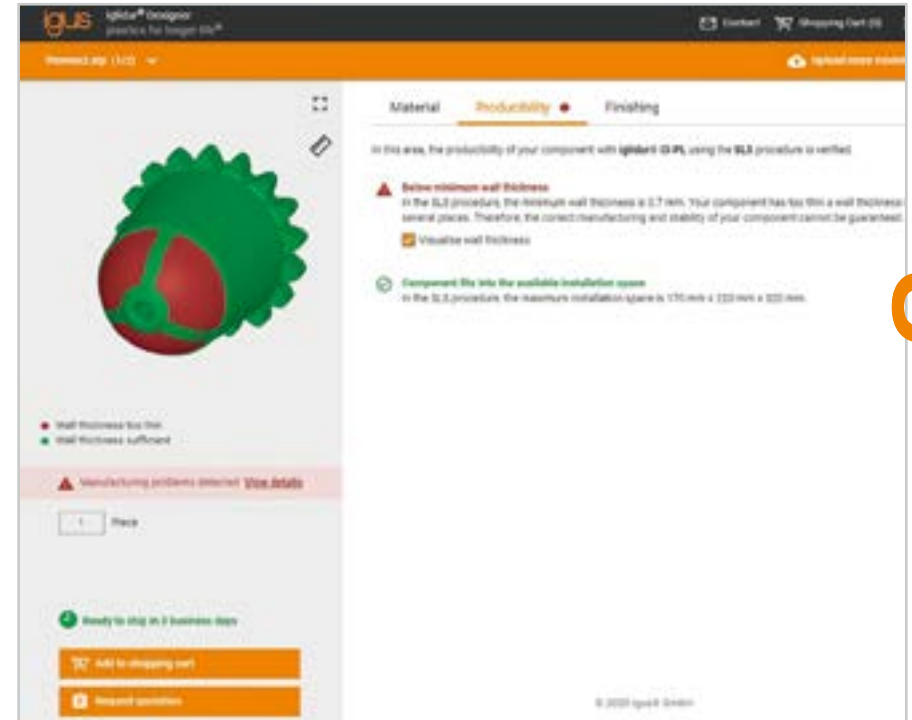 igus iglidur® Designer
plastics for longer life®
Contact Shopping Cart (0)
(1/2)
Upload more
Material Producibility Finishing
In this area, the producibility of your component with iglidur® I3-PL using the SLS procedure is verified.
Below minimum wall thickness
In the SLS procedure, the minimum wall thickness is 0.7 mm. Your component has too thin a wall thickness
several places. Therefore, the correct manufacturing and stability of your component cannot be guaranteed.
Visualise wall thickness
Component fits into the available installation space
In the SLS procedure, the maximum installation space is 170 mm x 220 mm x 320 mm.
Wall thickness too thin
Wall thickness sufficient
Manufacturing problems detected View details
1 Piece
Ready to ship in 3 business days
Add to shopping cart
Request quotation
© 2020 igus® GmbH